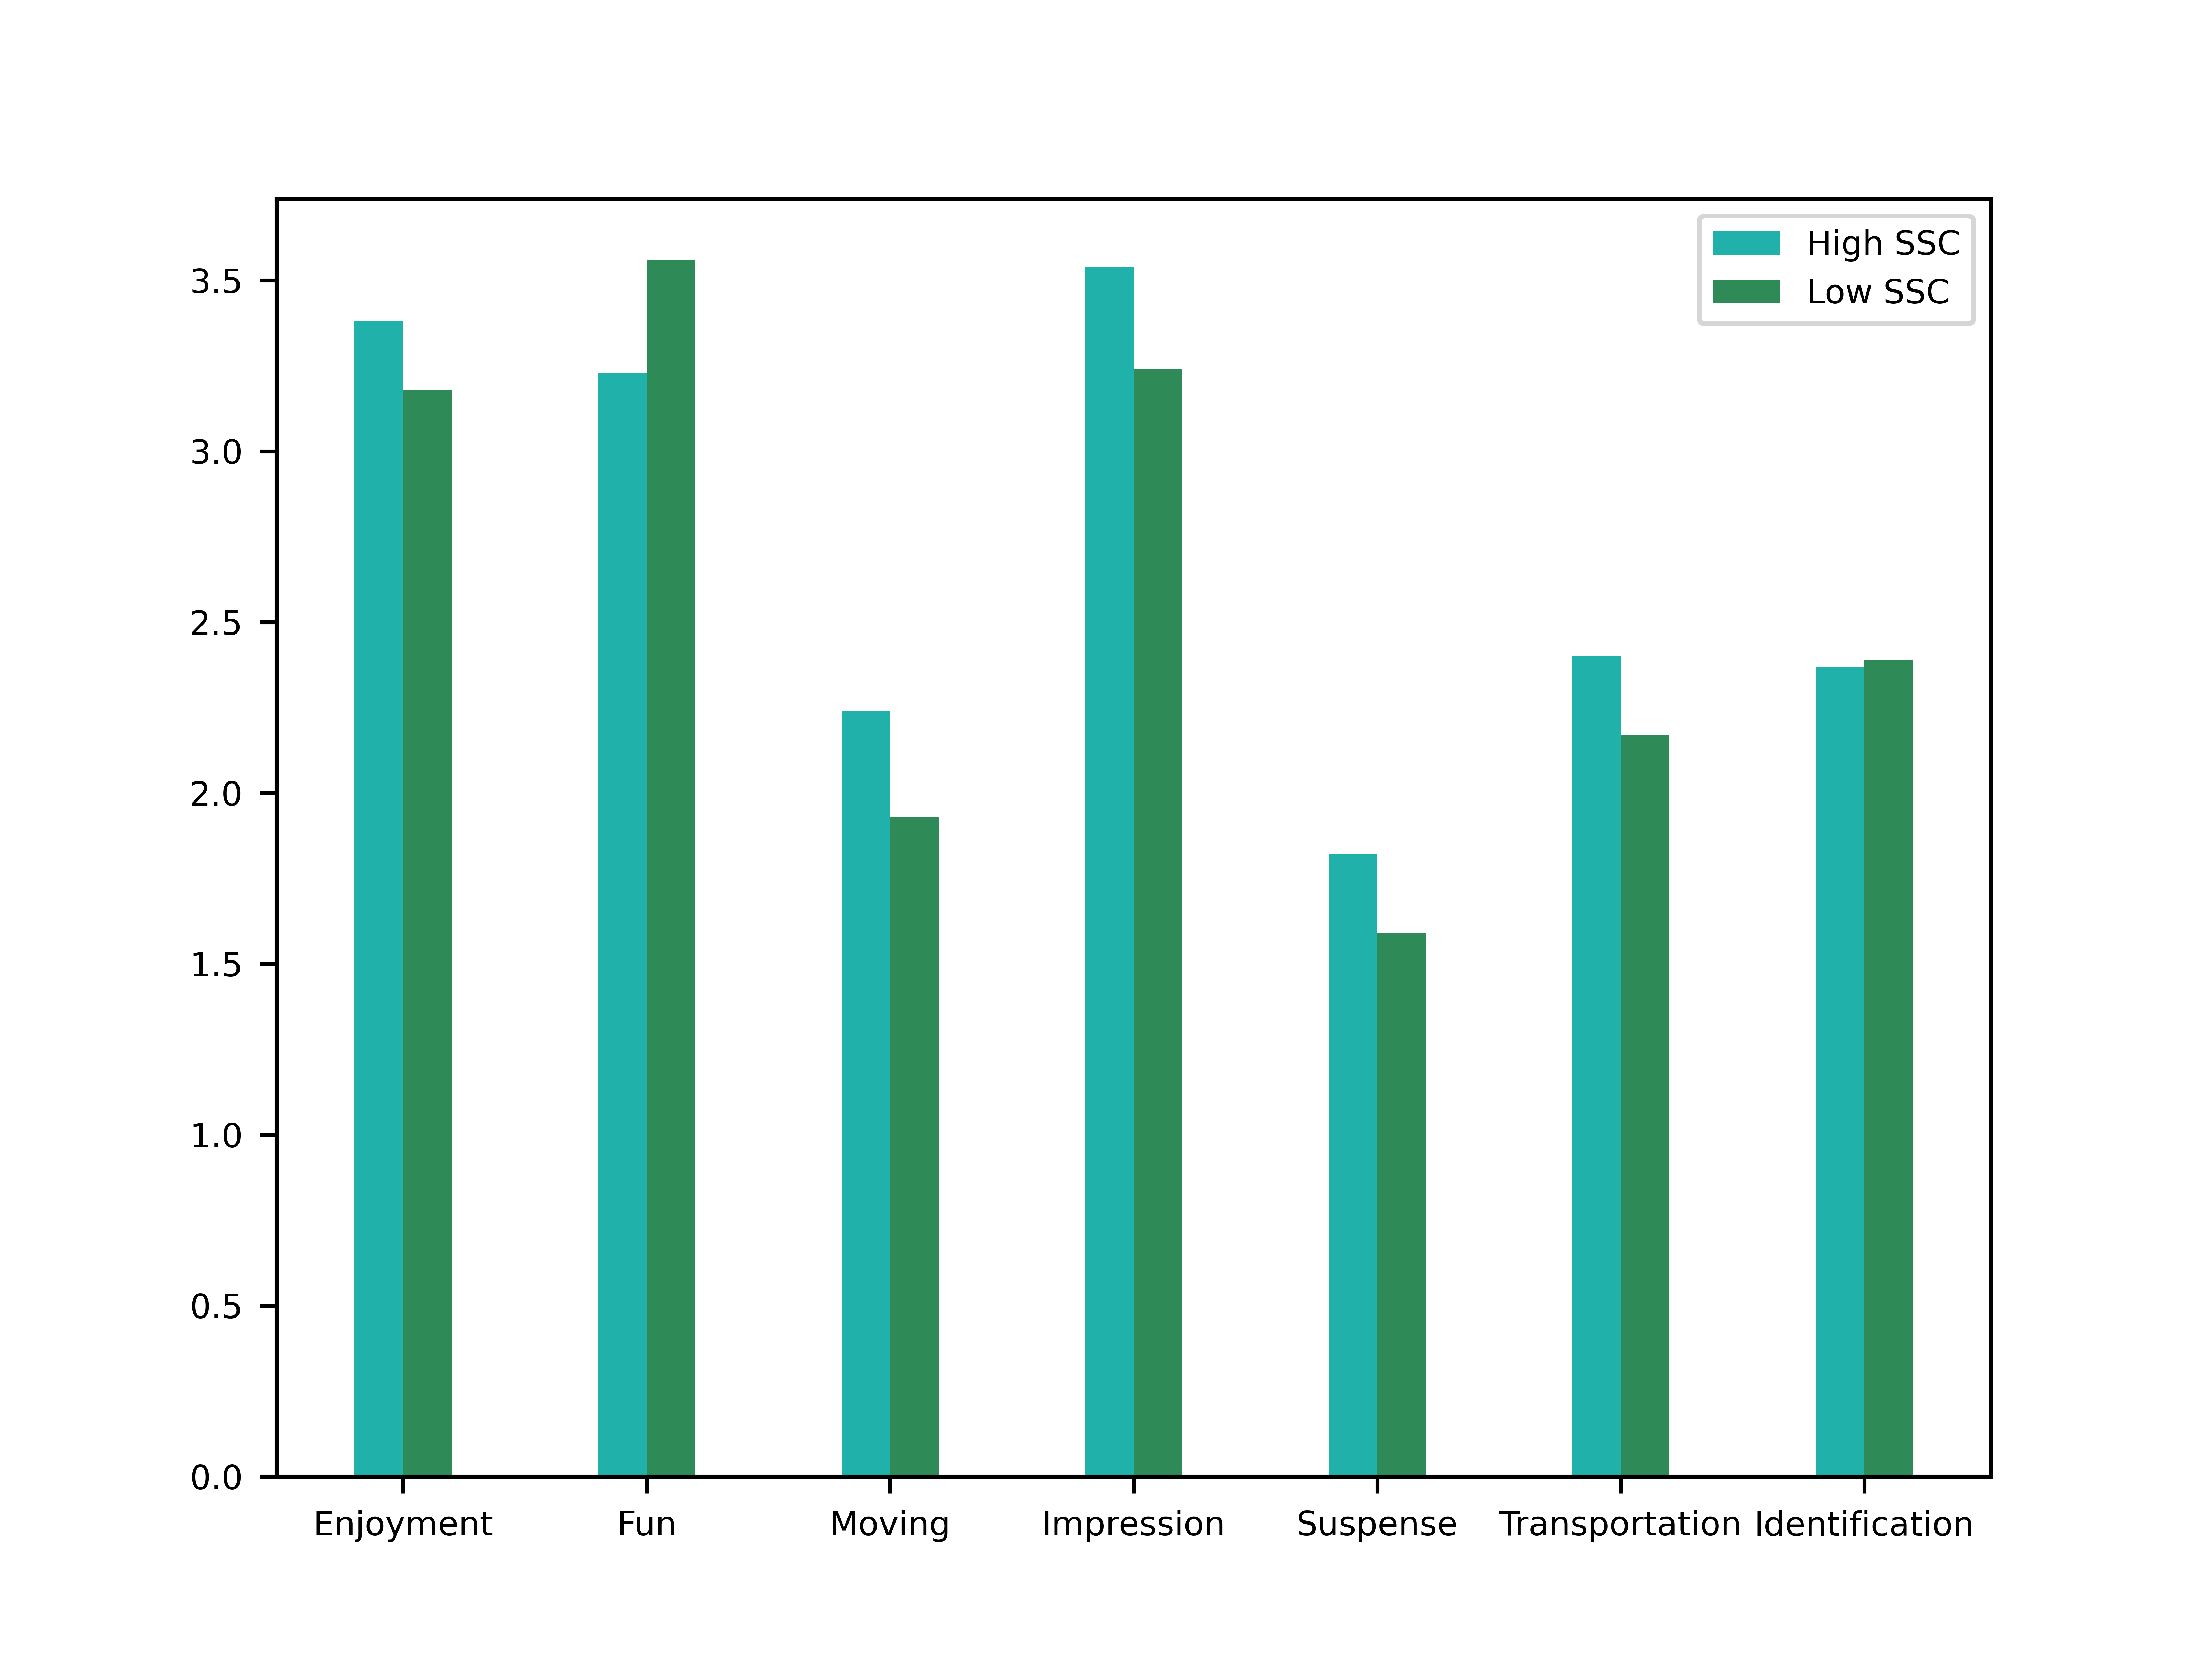 High SSC
Low SSC
3.5
3.0
2.5
2.0
1.5
1.0
0.5
0.0
Enjoyment Fun Moving Impression Suspense Transportation Identification